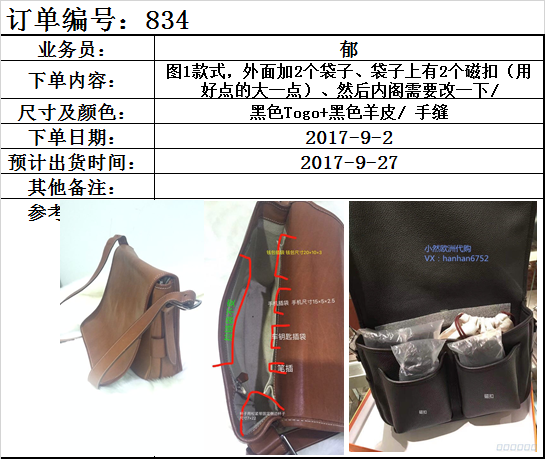 订单编号：834
业务员：
郁
下单内容：
图1款式，外面加2个袋子、袋子上有2个磁扣（用
好点的大一点）、然后内阁需要改一下/
尺寸及颜色：
黑色Togo+黑色羊皮/ 手缝
下单日期：
2017-9-2
预计出货时间：
2017-9-27
其他备注：
参考
手机插袋 手机尺寸16*8*2.5
车钥匙插袋
笔插
小然欧洲代购
VX：hanhan6752
磁扣
磁扣